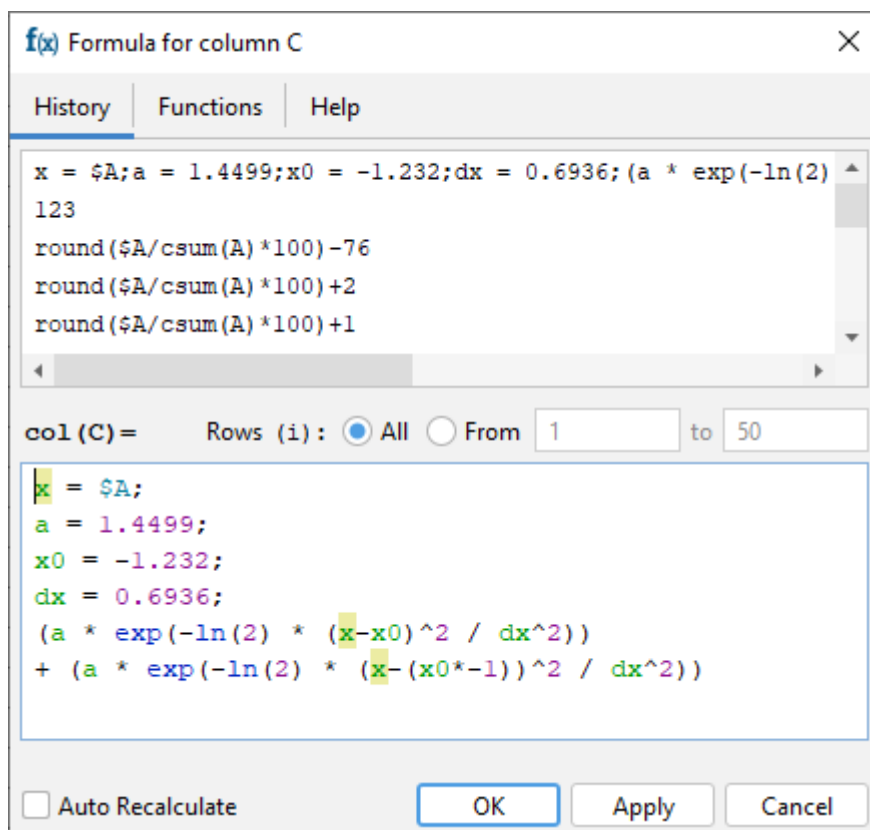 f(x) Formula for column C
History Functions Help
x = $A;a = 1.4499;x0 = -1.232;dx = 0.6936;(a * exp(-ln(2)
123
round($A/csum(A)*100)-76
round($A/csum(A)*100)+2
round($A/csum(A)*100)+1
col(C)= Rows (i): All From 1 to 50
x = $A;
a = 1.4499;
x0 = -1.232;
dx = 0.6936;
(a * exp(-ln(2) * (x-x0)^2 / dx^2))
+ (a * exp(-ln(2) * (x-(x0*-1))^2 / dx^2))
Auto Recalculate OK Apply Cancel